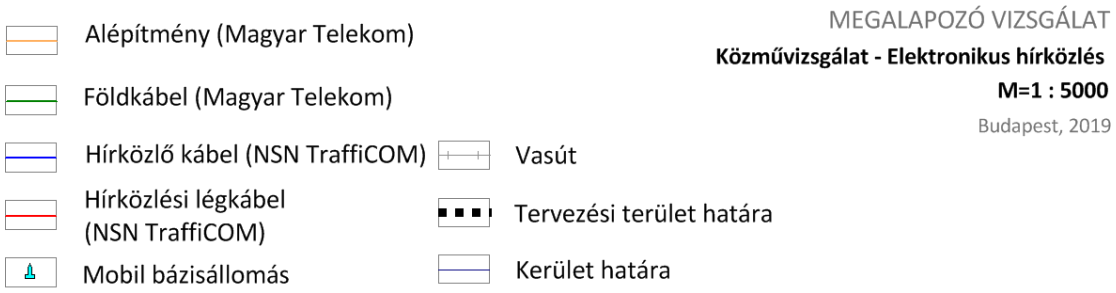 Alépítmény (Magyar Telekom)
Földkábel (Magyar Telekom)
Hírközlő kábel (NSN TraffiCOM)
Hírközlési légkábel
(NSN TraffiCOM)
Mobil bázisállomás
Vasút
Tervezési terület határa
Kerület határa
MEGALAPOZÓ VIZSGÁLAT
Közművizsgálat - Elektronikus hírközlés
M=1 : 5000
Budapest, 2019